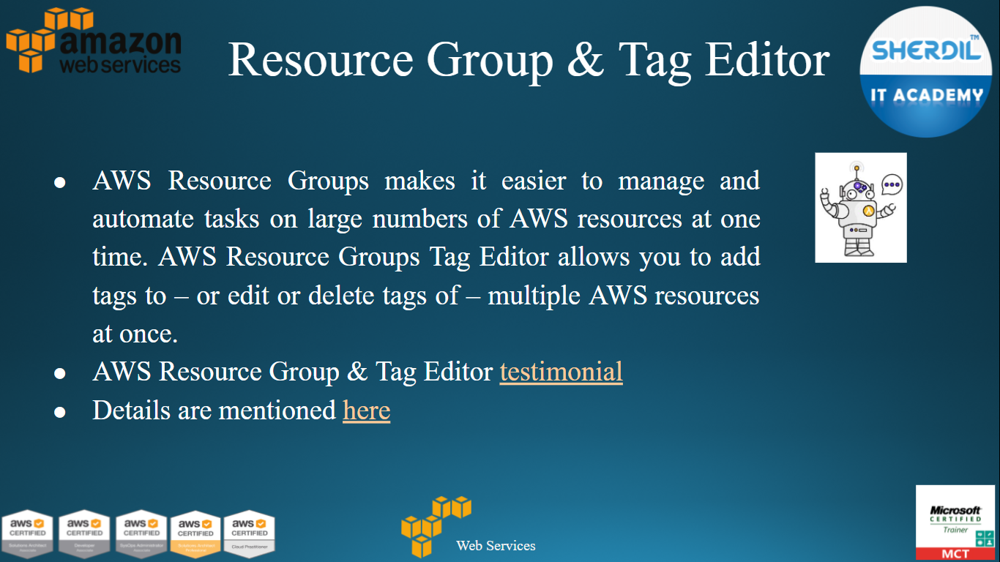 amazon
web services
Resource Group & Tag Editor
SHERDIL TM
IT ACADEMY
● AWS Resource Groups makes it easier to manage and
automate tasks on large numbers of AWS resources at one
time. AWS Resource Groups Tag Editor allows you to add
tags to – or edit or delete tags of – multiple AWS resources
at once.
● AWS Resource Group & Tag Editor testimonial
● Details are mentioned here
aws
CERTIFIED
Solutions Architect
Associate
aws
CERTIFIED
Developer
Associate
aws
CERTIFIED
SysOps Administrator
Associate
aws
CERTIFIED
Professional
aws
CERTIFIED
Cloud Practitioner
Web Services
Microsoft
CERTIFIED
Trainer
MCT